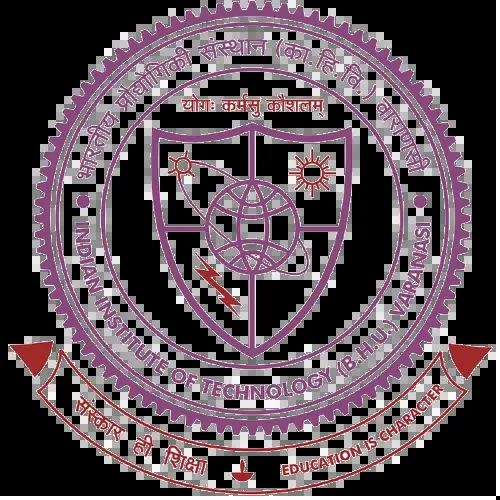 भारतीय प्रौद्योगिकी संस्थान (का.हि.वि.) वाराणसी
योगः कर्मसु कौशलम्
INDIAN INSTITUTE OF TECHNOLOGY (B.H.U.) VARANASI
संस्कार ही शिक्षा
EDUCATION IS CHARACTER